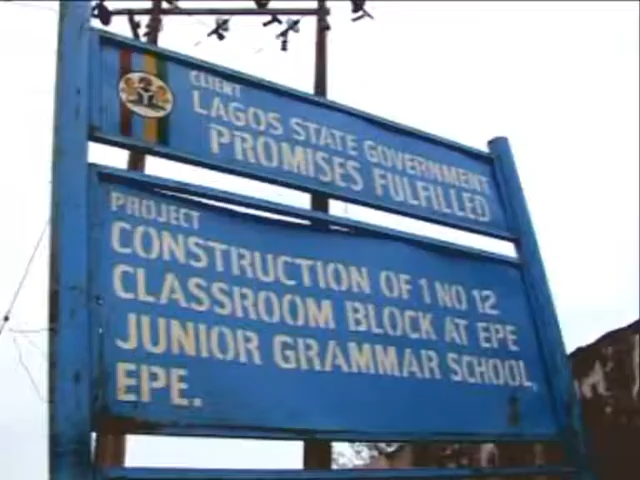 CLIENT
LAGOS STATE GOVERNMENT
PROMISES FULFILLED
PROJECT
CONSTRUCTION OF 1 NO 12
CLASSROOM BLOCK AT EPE
JUNIOR GRAMMAR SCHOOL,
EPE.